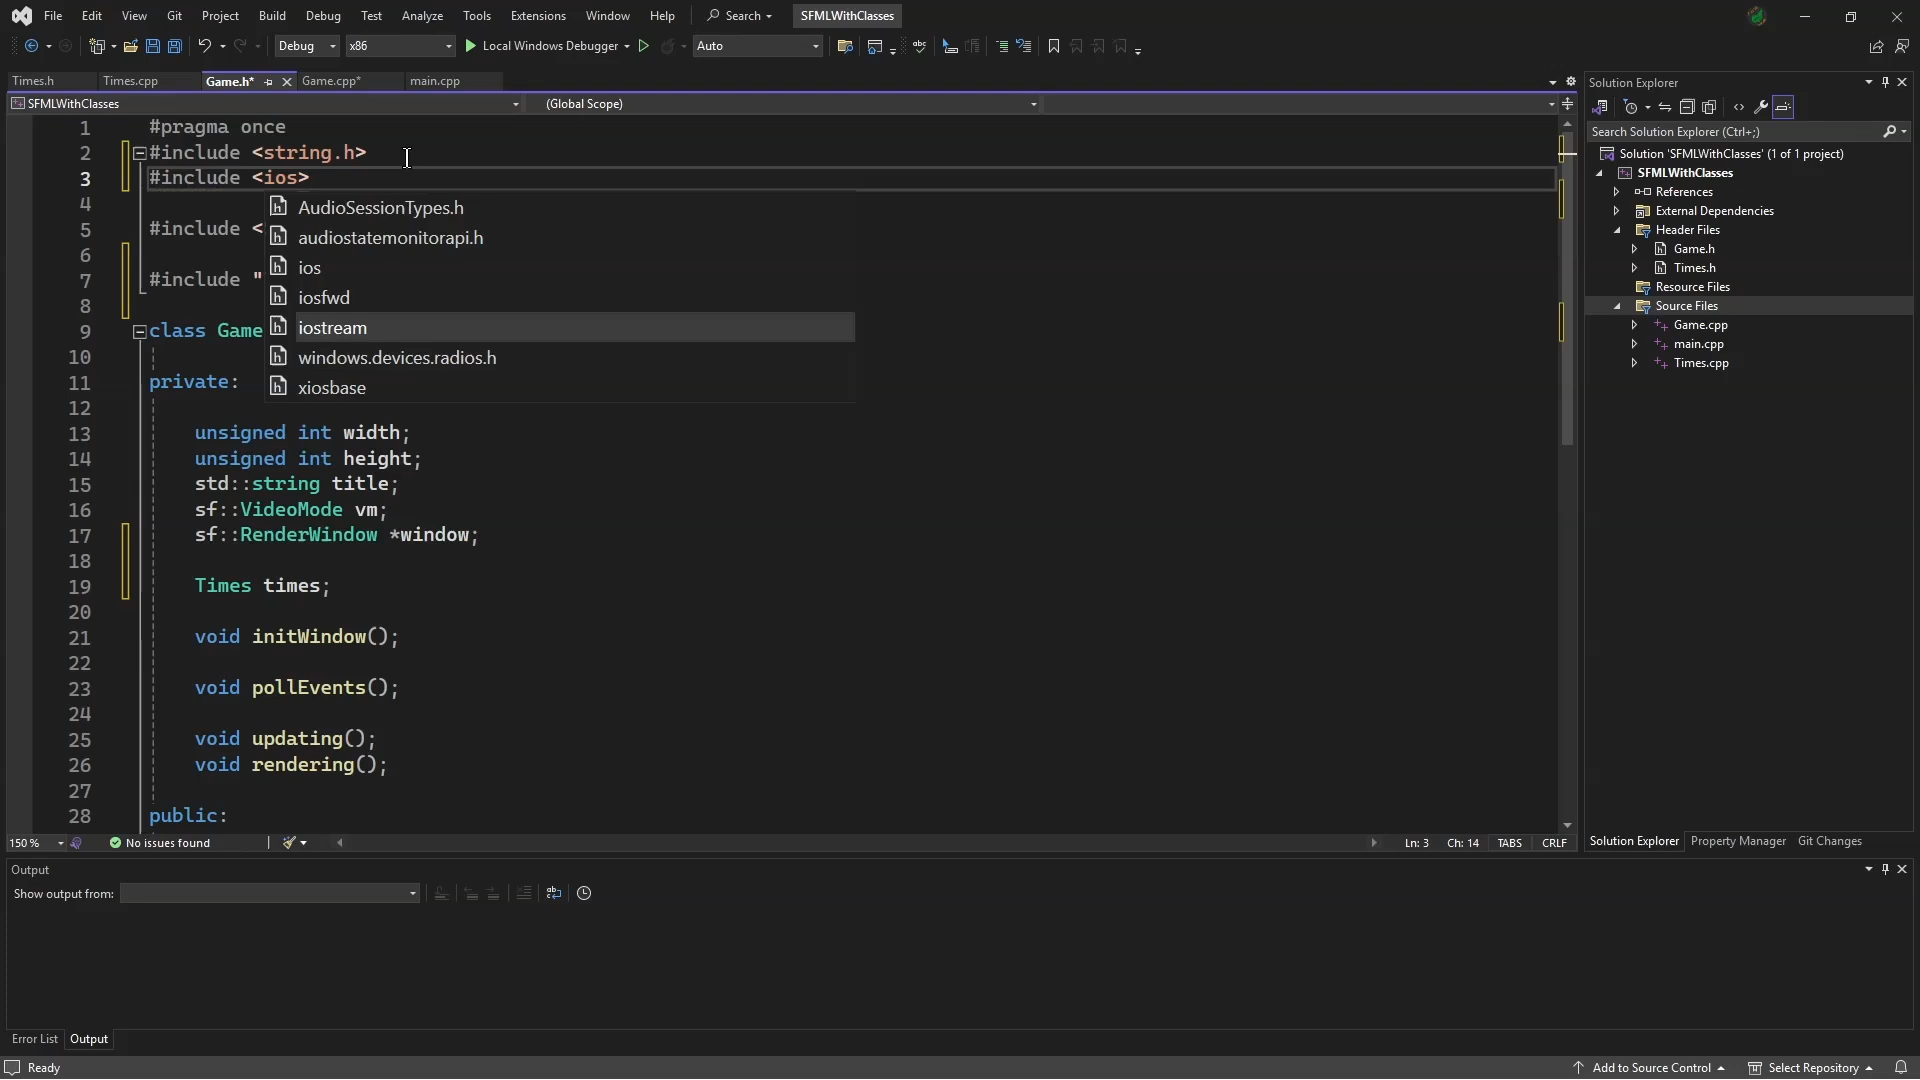 File Edit View Git Project Build Debug Test Analyze Tools Extensions Window Help Search SFMLWithClasses
Debug x86 Local Windows Debugger Auto
Times.h Times.cpp Game.h* Game.cpp* main.cpp
SFMLWithClasses (Global Scope)
1 #pragma once
2 #include <string.h>
3 #include <ios>
4
5 #include <
6
7 #include "
8
9 class Game
10
11 private:
12
13 unsigned int width;
14 unsigned int height;
15 std::string title;
16 sf::VideoMode vm;
17 sf::RenderWindow *window;
18
19 Times times;
20
21 void initWindow();
22
23 void pollEvents();
24
25 void updating();
26 void rendering();
27
28 public:
AudioSessionTypes.h
audiostatemonitorapi.h
ios
iosfwd
iostream
windows.devices.radios.h
xiosbase
150 % No issues found Ln: 3 Ch: 14 TABS CRLF
Solution Explorer
Search Solution Explorer (Ctrl+;)
Solution 'SFMLWithClasses' (1 of 1 project)
SFMLWithClasses
References
External Dependencies
Header Files
Game.h
Times.h
Resource Files
Source Files
Game.cpp
main.cpp
Times.cpp
Solution Explorer Property Manager Git Changes
Output
Show output from:
Error List Output
Ready Add to Source Control Select Repository